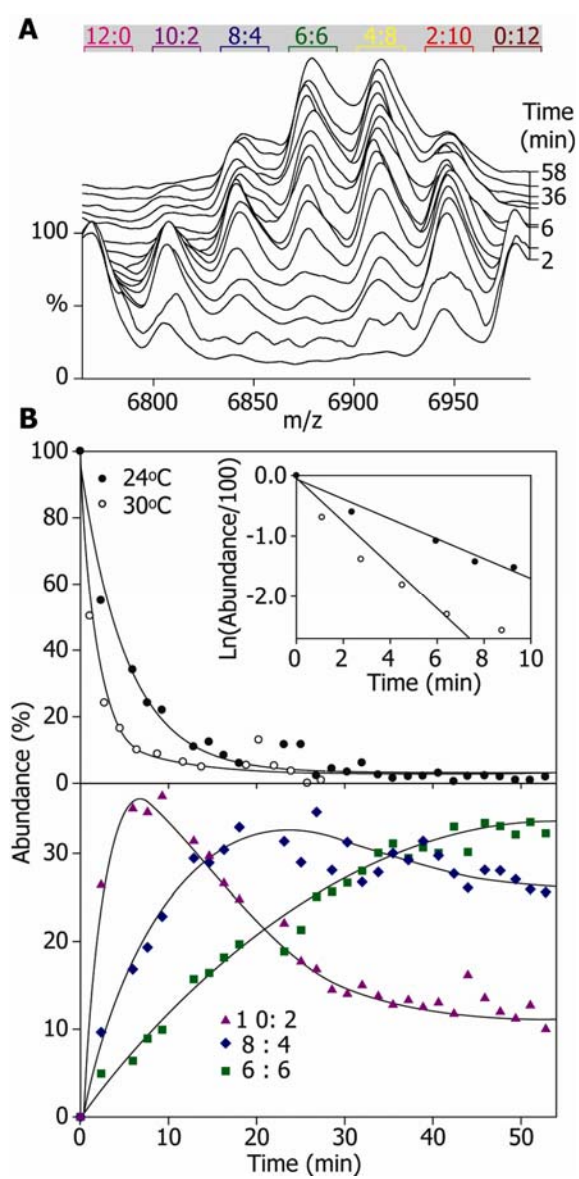 A
12:0 10:2 8:4 6:6 4:8 2:10 0:12
Time
(min)
58
36
6
2
100
%
0
6800 6850 6900 6950
m/z
B
100
80
60
40
20
0
24°C
30°C
Ln(Abundance/100)
0.0
-1.0
-2.0
0 2 4 6 8 10
Time (min)
Abundance (%)
30
20
10
0
1 0: 2
8 : 4
6 : 6
0 10 20 30 40 50
Time (min)